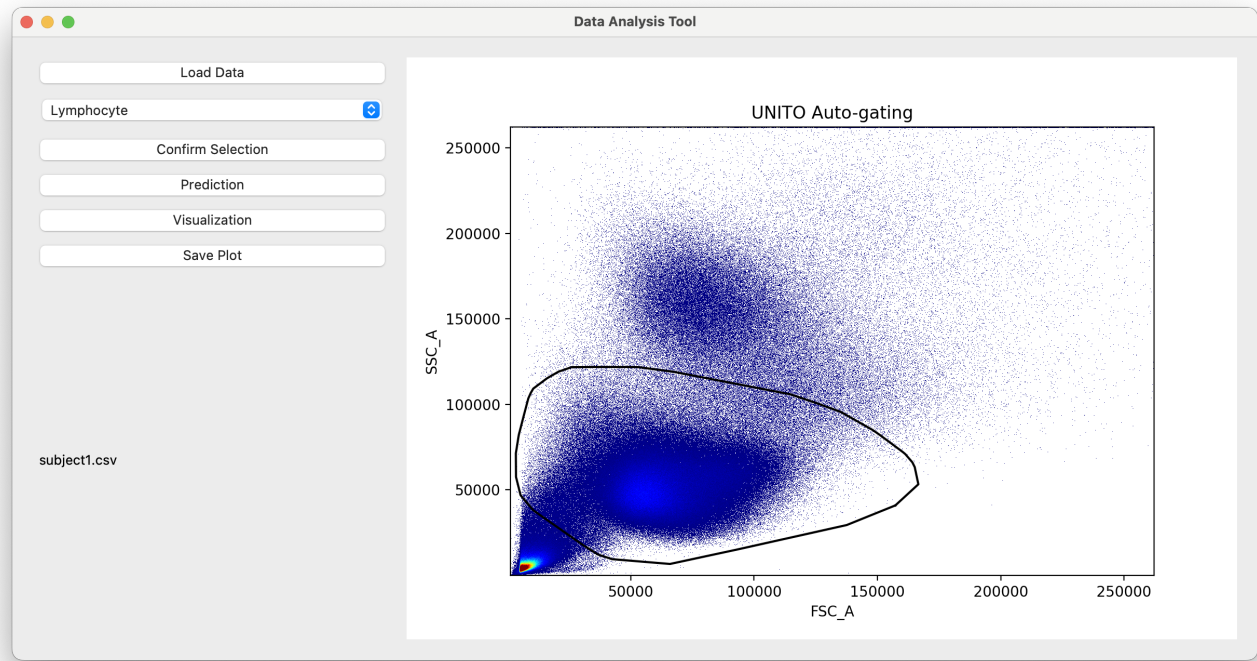 Data Analysis Tool
Load Data
Lymphocyte
Confirm Selection
Prediction
Visualization
Save Plot
subject1.csv
UNITO Auto-gating
250000
200000
150000
100000
50000
SSC_A
50000 100000 150000 200000 250000
FSC_A